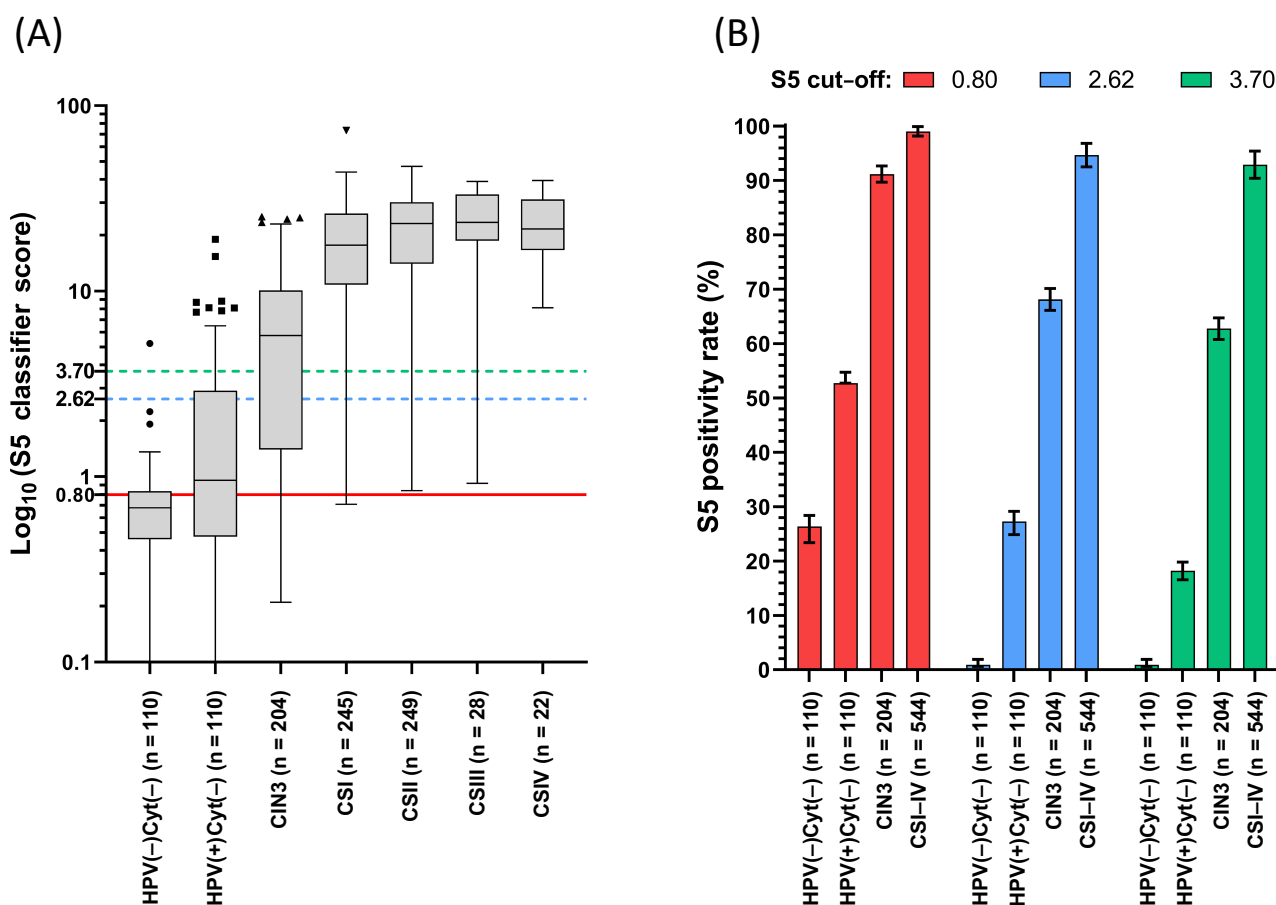 (A)
Log10(S5 classifier score)
100
10
3.70
2.62
1
0.80
0.1
HPV(–)Cyt(–) (n = 110)
HPV(+)Cyt(–) (n = 110)
CIN3 (n = 204)
CSI (n = 245)
CSII (n = 249)
CSIII (n = 28)
CSIV (n = 22)
(B)
S5 cut–off: 0.80 2.62 3.70
S5 positivity rate (%)
100
90
80
70
60
50
40
30
20
10
0
HPV(–)Cyt(–) (n = 110)
HPV(+)Cyt(–) (n = 110)
CIN3 (n = 204)
CSI–IV (n = 544)
HPV(–)Cyt(–) (n = 110)
HPV(+)Cyt(–) (n = 110)
CIN3 (n = 204)
CSI–IV (n = 544)
HPV(–)Cyt(–) (n = 110)
HPV(+)Cyt(–) (n = 110)
CIN3 (n = 204)
CSI–IV (n = 544)